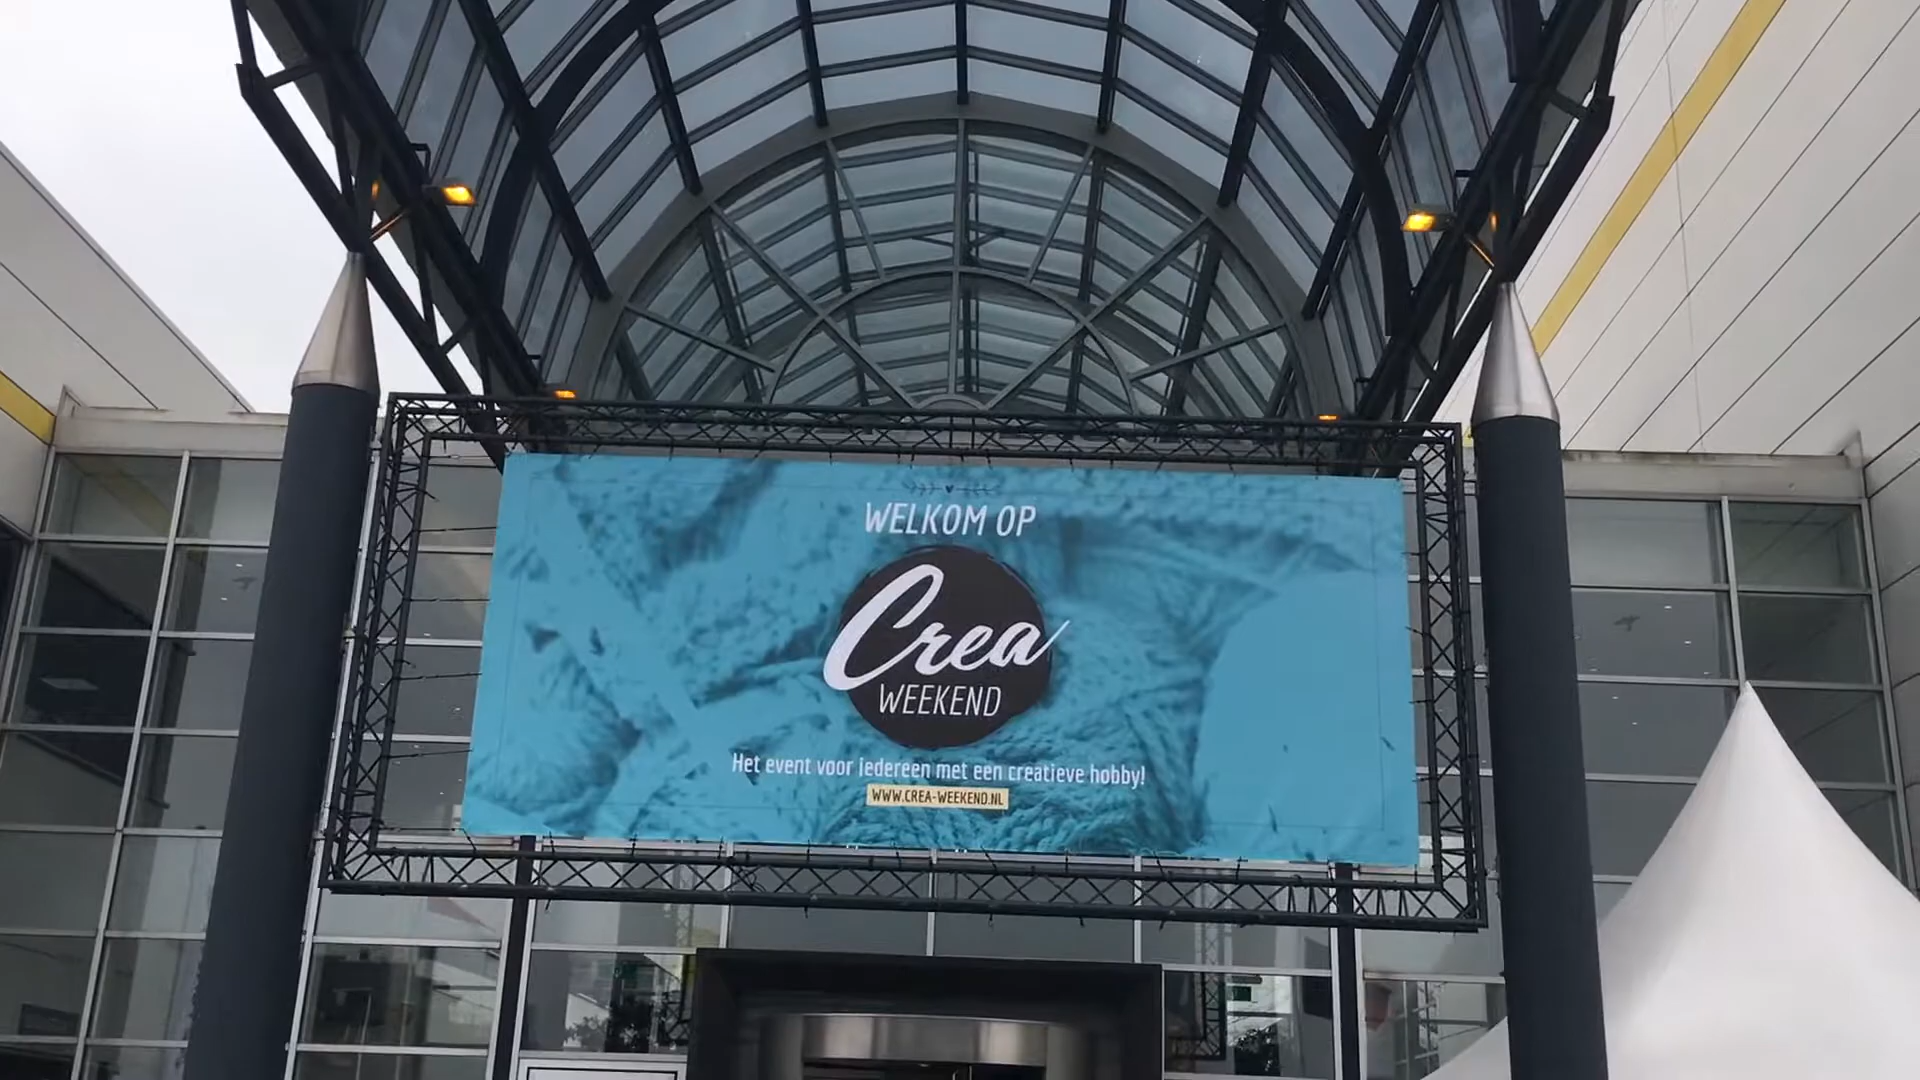 WELKOM OP
Crea
WEEKEND
Het event voor iedereen met een creatieve hobby!
WWW.CREA-WEEKEND.NL